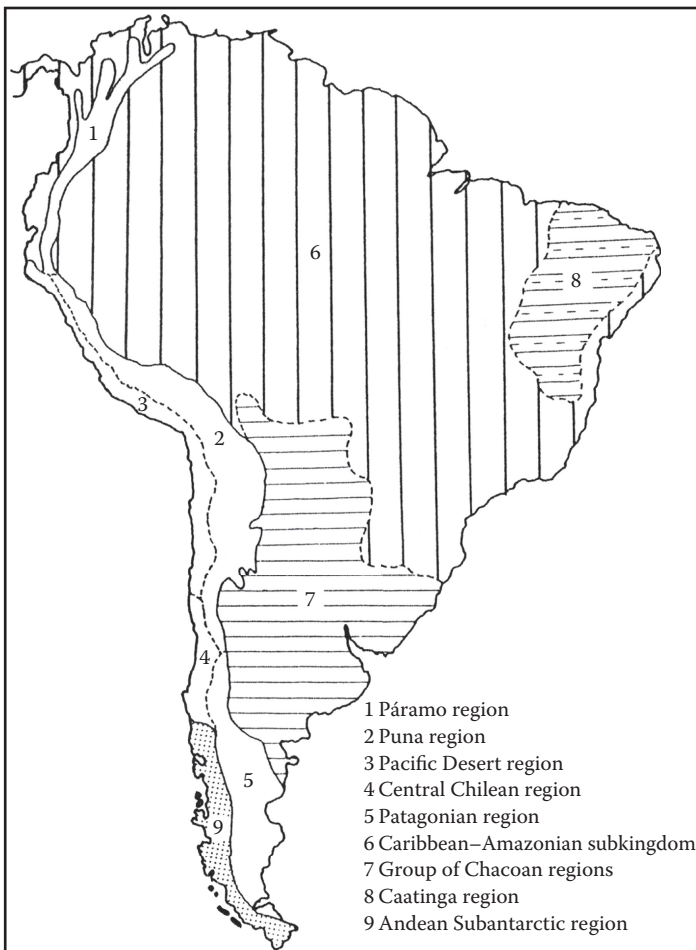 1
6
8
3
2
7
4
5
9
1 Páramo region
2 Puna region
3 Pacific Desert region
4 Central Chilean region
5 Patagonian region
6 Caribbean–Amazonian subkingdom
7 Group of Chacoan regions
8 Caatinga region
9 Andean Subantarctic region